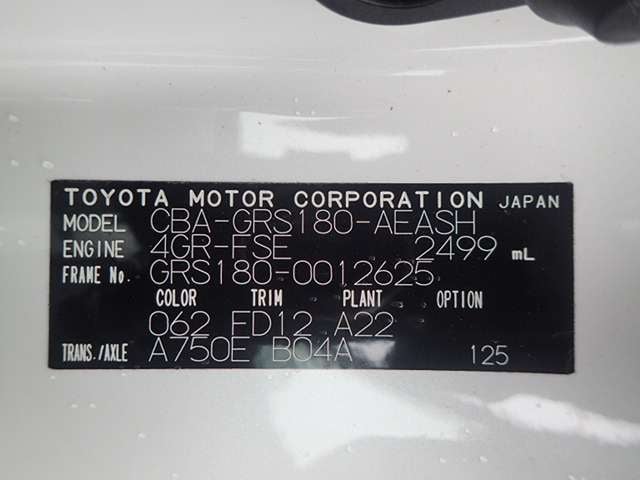 TOYOTA MOTOR CORPORATION JAPAN
MODEL CBA-GRS180-AEASH
ENGINE 4GR-FSE 2499 mL
FRAME No. GRS180-0012625
COLOR TRIM PLANT OPTION
062 FD12 A22
TRANS./AXLE A750E B04A 125